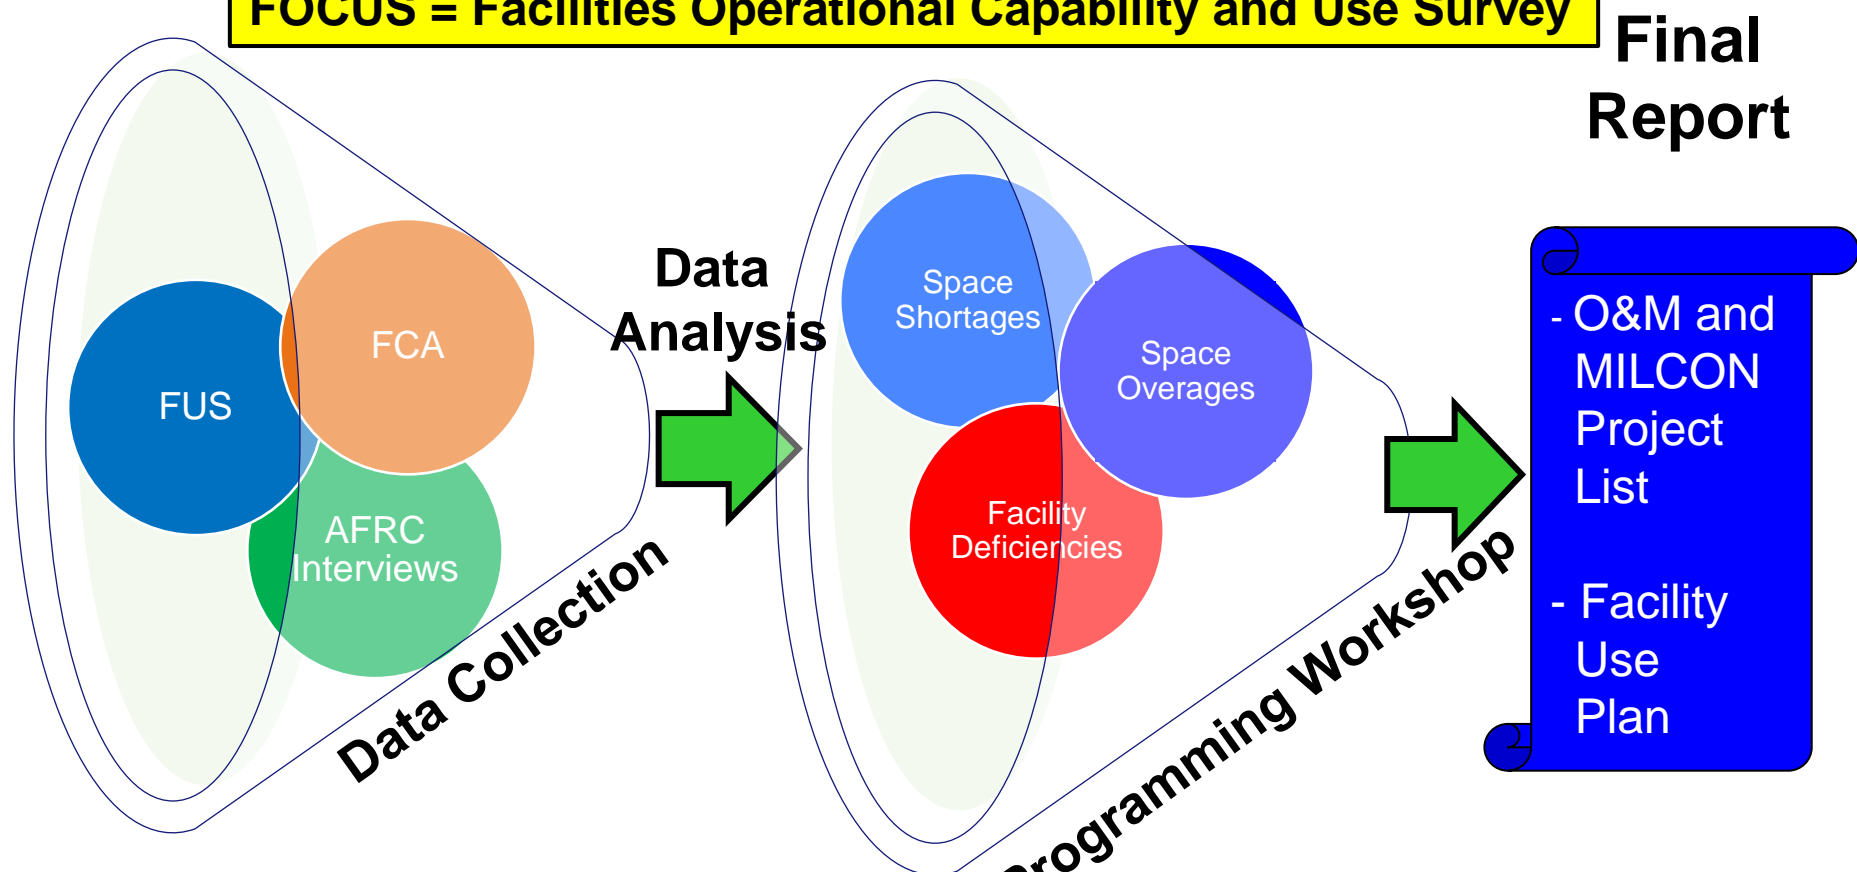 FOCUS = Facilities Operational Capability and Use Survey
Final
Report
FUS
FCA
AFRC
Interviews
Data Collection
Data
Analysis
Space
Shortages
Space
Overages
Facility
Deficiencies
Programming Workshop
- O&M and
MILCON
Project
List
- Facility
Use
Plan